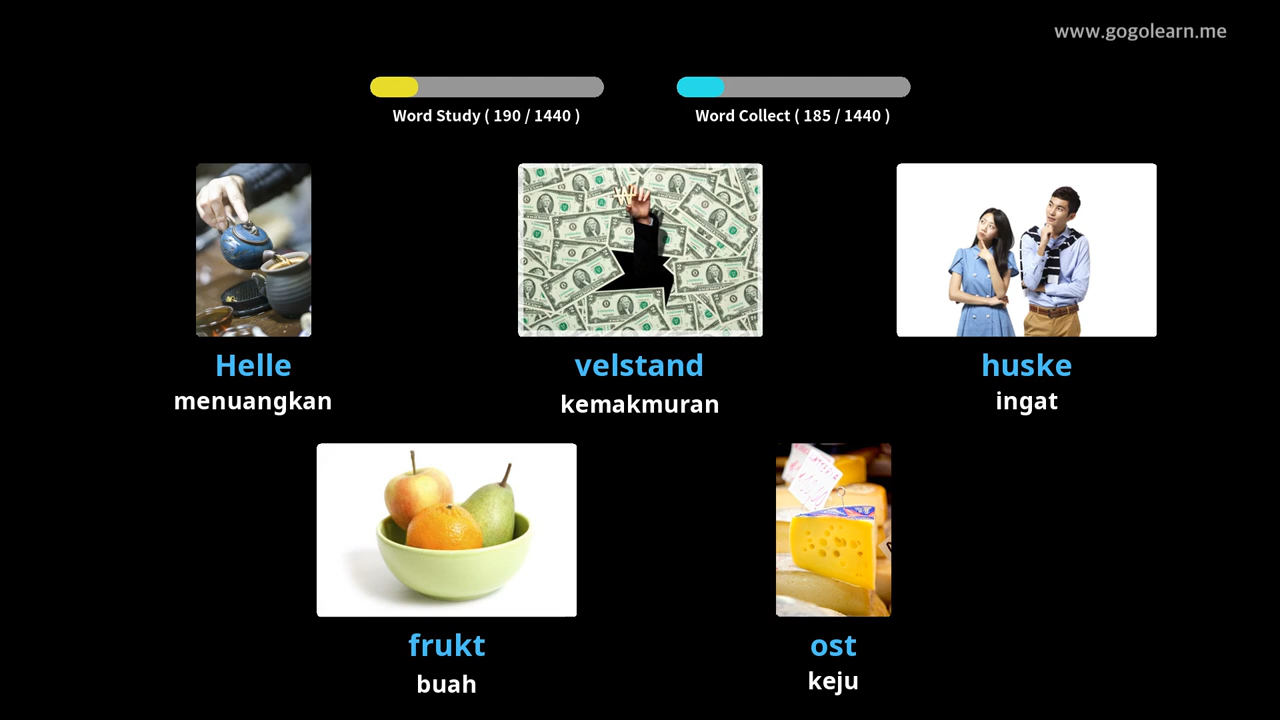 www.gogolearn.me
Word Study ( 190 / 1440 )
Word Collect ( 185 / 1440 )
Helle
menuangkan
velstand
kemakmuran
huske
ingat
frukt
buah
ost
keju